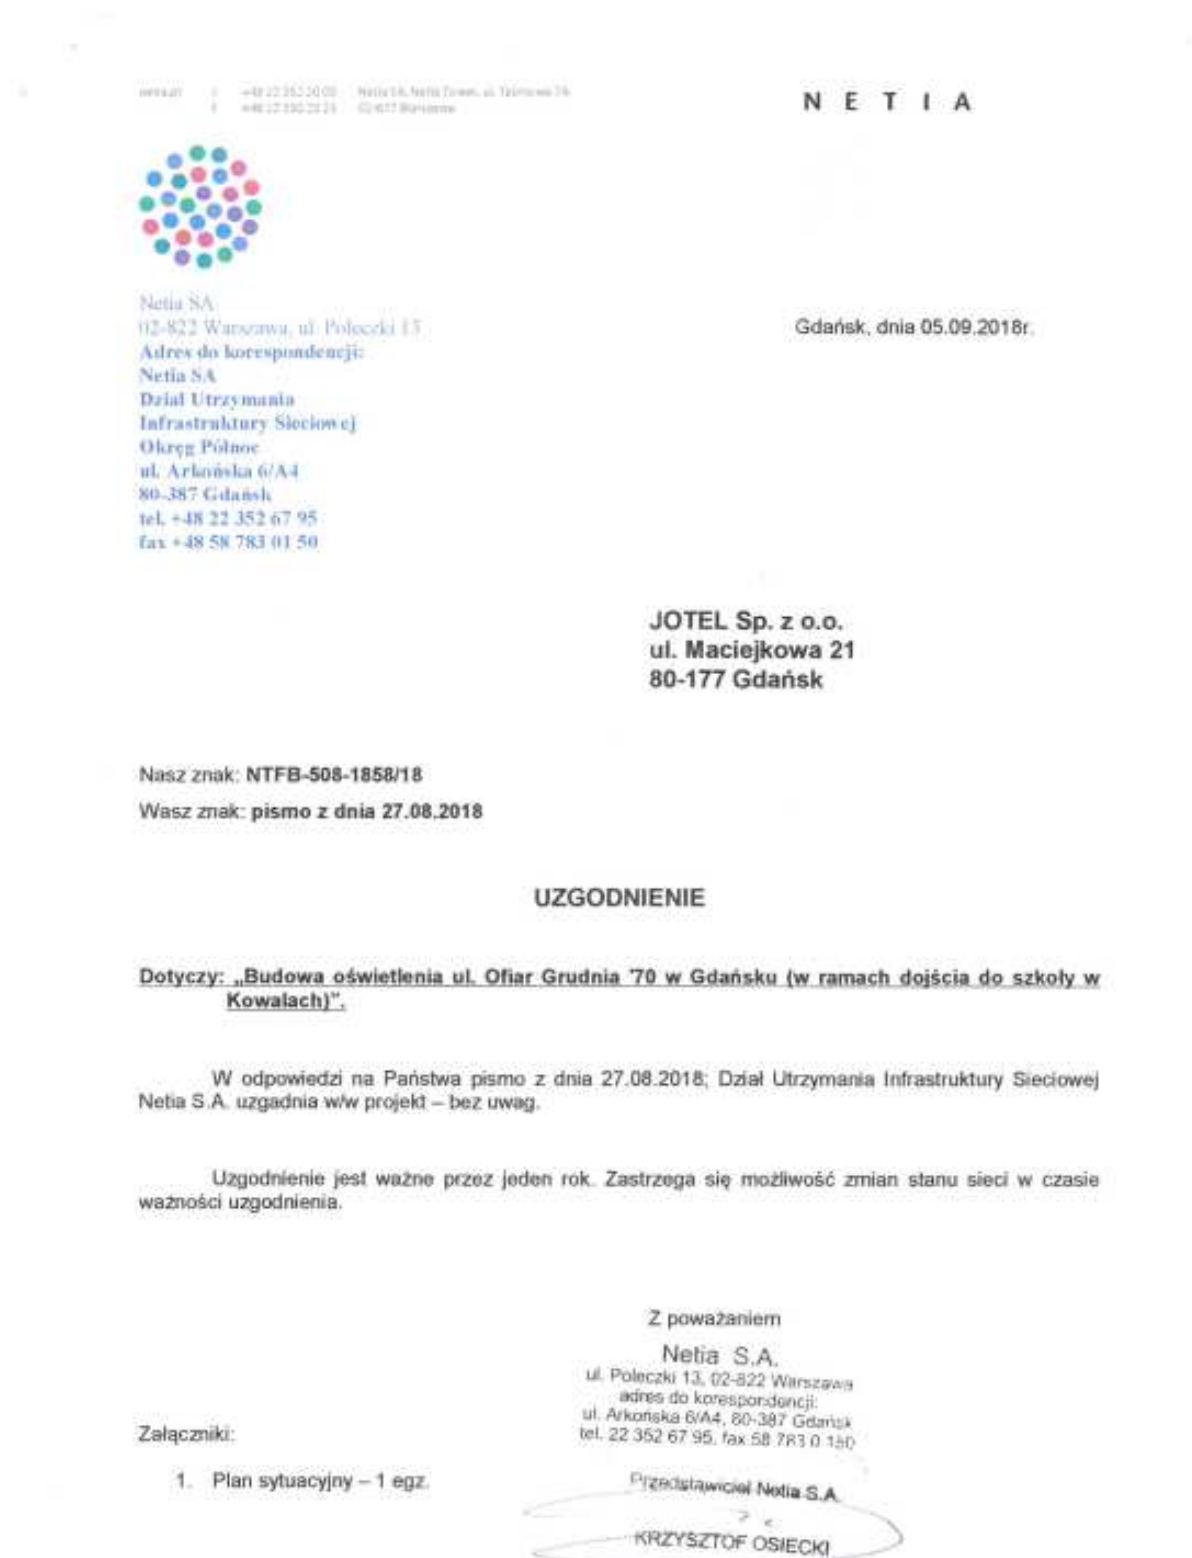 N E T I A
Netia SA
02-822 Warszawa, ul. Poleczki 13
Adres do korespondencji:
Netia SA
Dział Utrzymania
Infrastruktury Sieciowej
Okręg Północ
ul. Arkońska 6/A4
80-387 Gdańsk
tel. +48 22 352 67 95
fax +48 58 783 01 50
Gdańsk, dnia 05.09.2018r.
JOTEL Sp. z o.o.
ul. Maciejkowa 21
80-177 Gdańsk
Nasz znak: NTFB-508-1858/18
Wasz znak: pismo z dnia 27.08.2018
UZGODNIENIE
Dotyczy: „Budowa oświetlenia ul. Ofiar Grudnia '70 w Gdańsku (w ramach dojścia do szkoły w
Kowalach)".
W odpowiedzi na Państwa pismo z dnia 27.08.2018; Dział Utrzymania Infrastruktury Sieciowej
Netia S.A. uzgadnia w/w projekt – bez uwag.
Uzgodnienie jest ważne przez jeden rok. Zastrzega się możliwość zmian stanu sieci w czasie
ważności uzgodnienia.
Z poważaniem
Netia S.A.
ul. Poleczki 13, 02-822 Warszawa
adres do korespondencji:
ul. Arkońska 6/A4, 80-387 Gdańsk
tel. 22 352 67 95, fax 58 783 0 150
Załączniki:
1. Plan sytuacyjny – 1 egz.
Przedstawiciel Netia S.A.
KRZYSZTOF OSIECKI